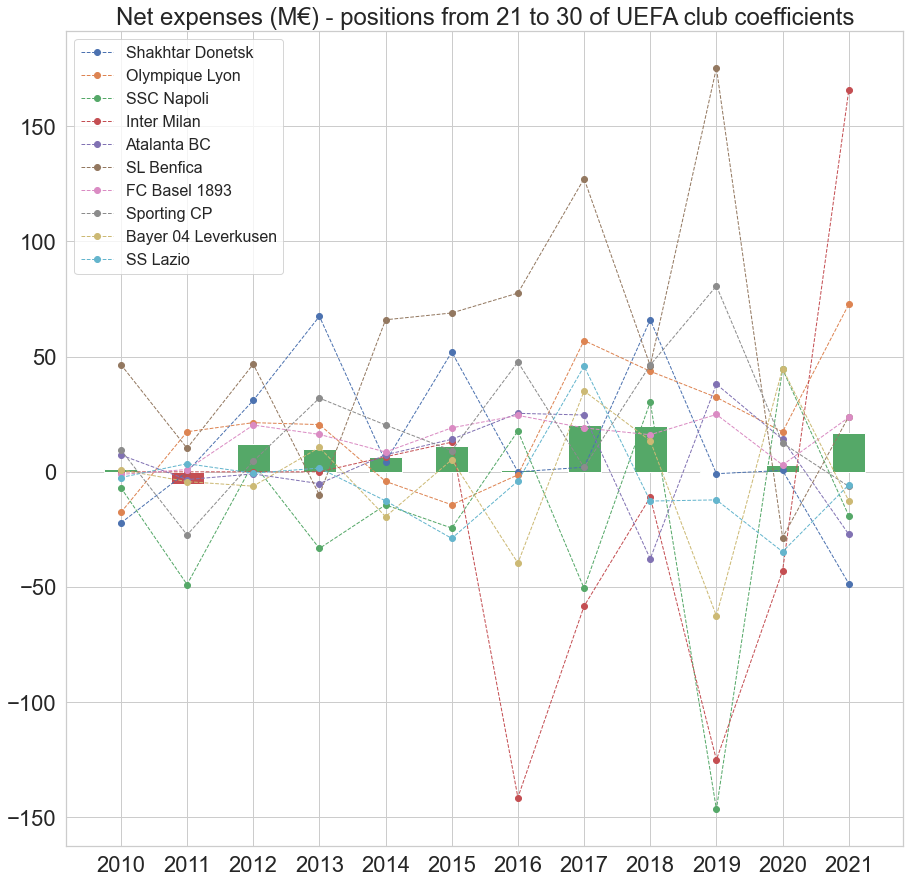 Net expenses (M€) - positions from 21 to 30 of UEFA club coefficients
Shakhtar Donetsk
Olympique Lyon
SSC Napoli
Inter Milan
Atalanta BC
SL Benfica
FC Basel 1893
Sporting CP
Bayer 04 Leverkusen
SS Lazio
150
100
50
0
−50
−100
−150
2010 2011 2012 2013 2014 2015 2016 2017 2018 2019 2020 2021